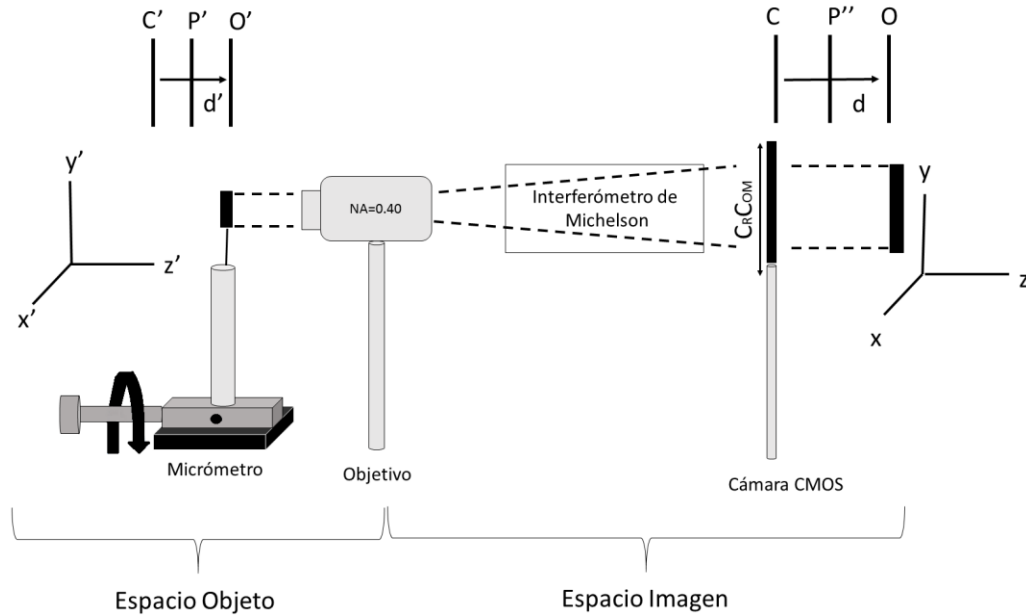 C’ P’ O’
d’
C P’’ O
d
y’
z’
x’
NA=0.40
Interferómetro de
Michelson
CRCOM
y
z
x
Micrómetro
Objetivo
Cámara CMOS
Espacio Objeto
Espacio Imagen